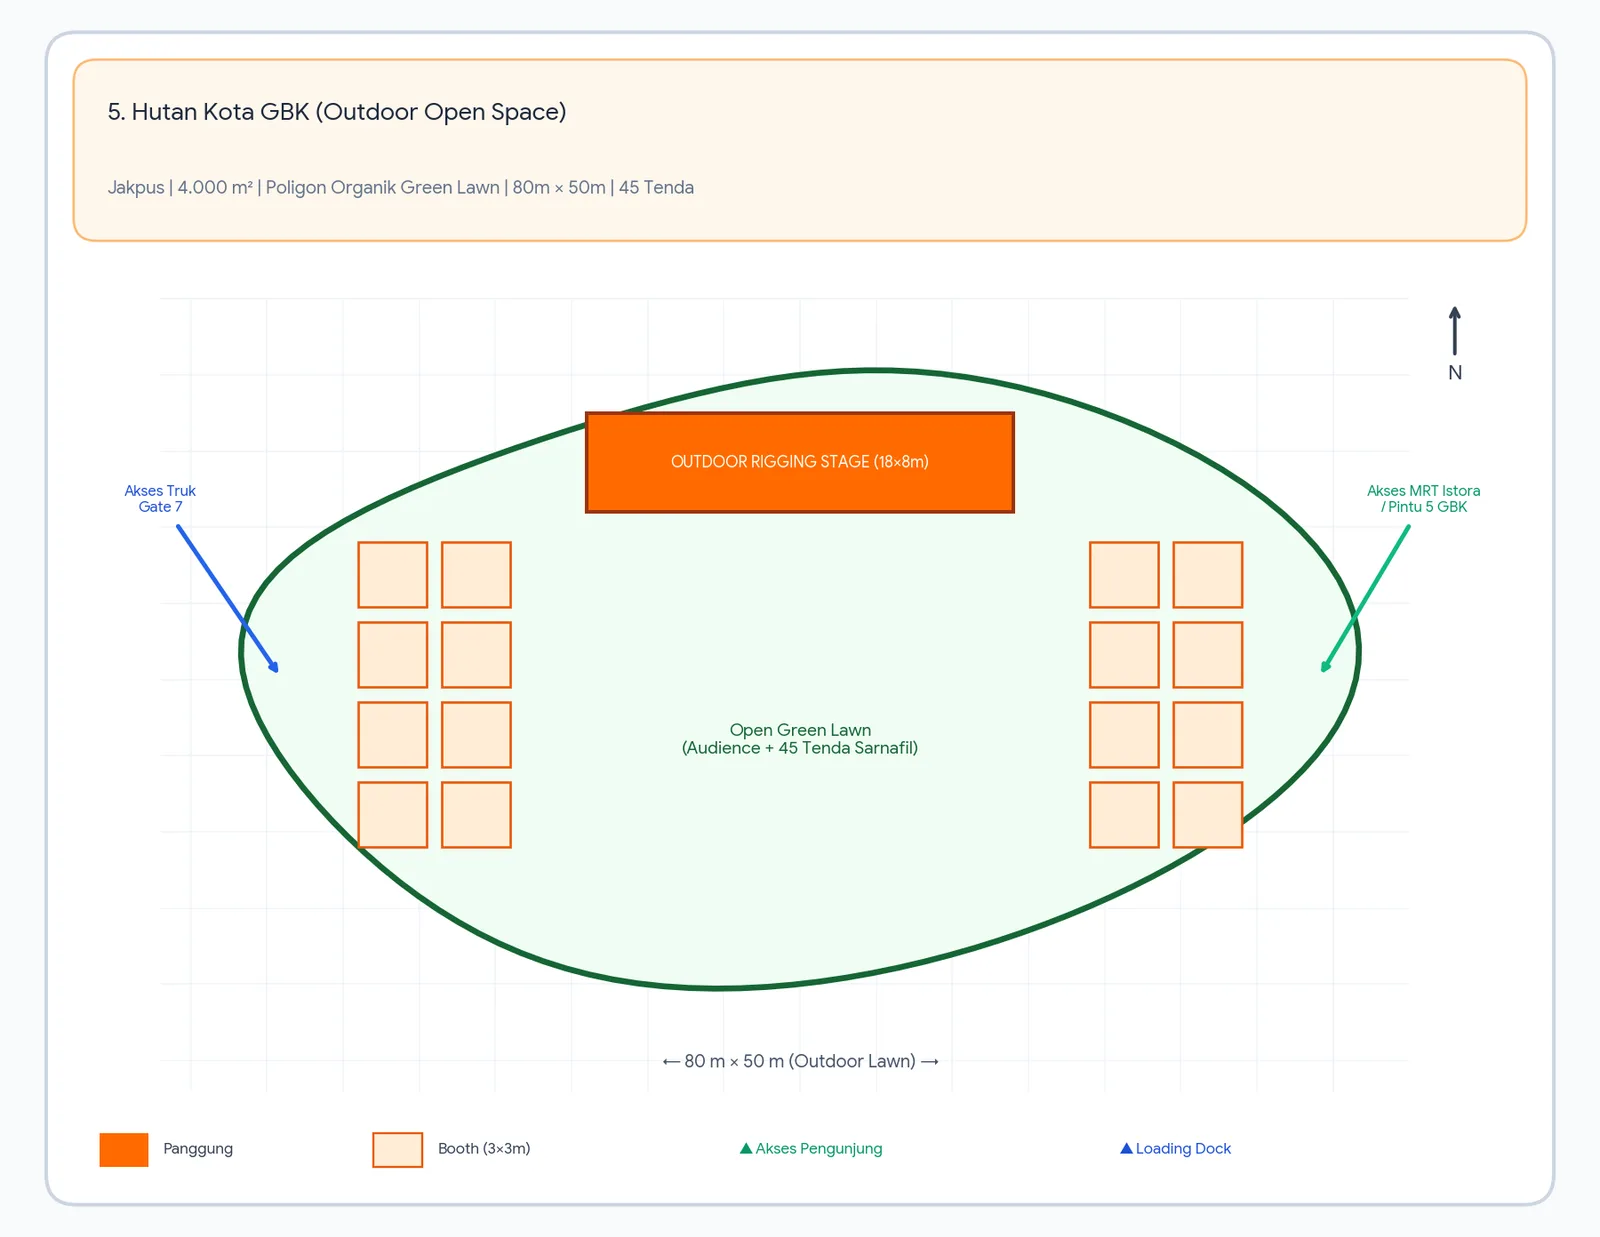 5. Hutan Kota GBK (Outdoor Open Space)
Jakpus | 4.000 m² | Poligon Organik Green Lawn | 80m × 50m | 45 Tenda
N
OUTDOOR RIGGING STAGE (18×8m)
Akses Truk
Gate 7
Akses MRT Istora
/ Pintu 5 GBK
Open Green Lawn
(Audience + 45 Tenda Sarnafil)
← 80 m × 50 m (Outdoor Lawn) →
Panggung
Booth (3×3m)
▲ Akses Pengunjung
▲ Loading Dock